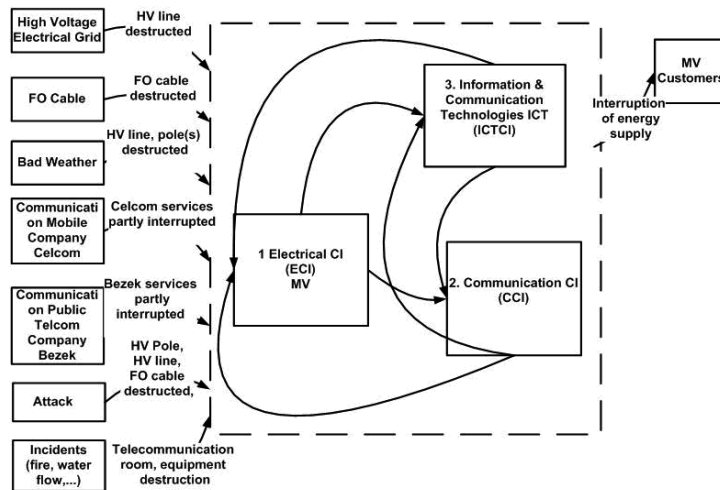 High Voltage
Electrical Grid
HV line
destructed
FO Cable
FO cable
destructed
Bad Weather
HV line, pole(s)
destructed
Communicati
on Mobile
Company
Celcom
Celcom services
partly interrupted
Communicati
on Public
Telcom
Company
Bezek
Bezek services
partly
interrupted
Attack
HV Pole,
HV line,
FO cable
destructed,
Incidents
(fire, water
flow,...)
Telecommunication
room, equipment
destruction
1 Electrical CI
(ECI)
MV
3. Information &
Communication
Technologies ICT
(ICTCI)
2. Communication CI
(CCI)
Interruption
of energy
supply
MV
Customers